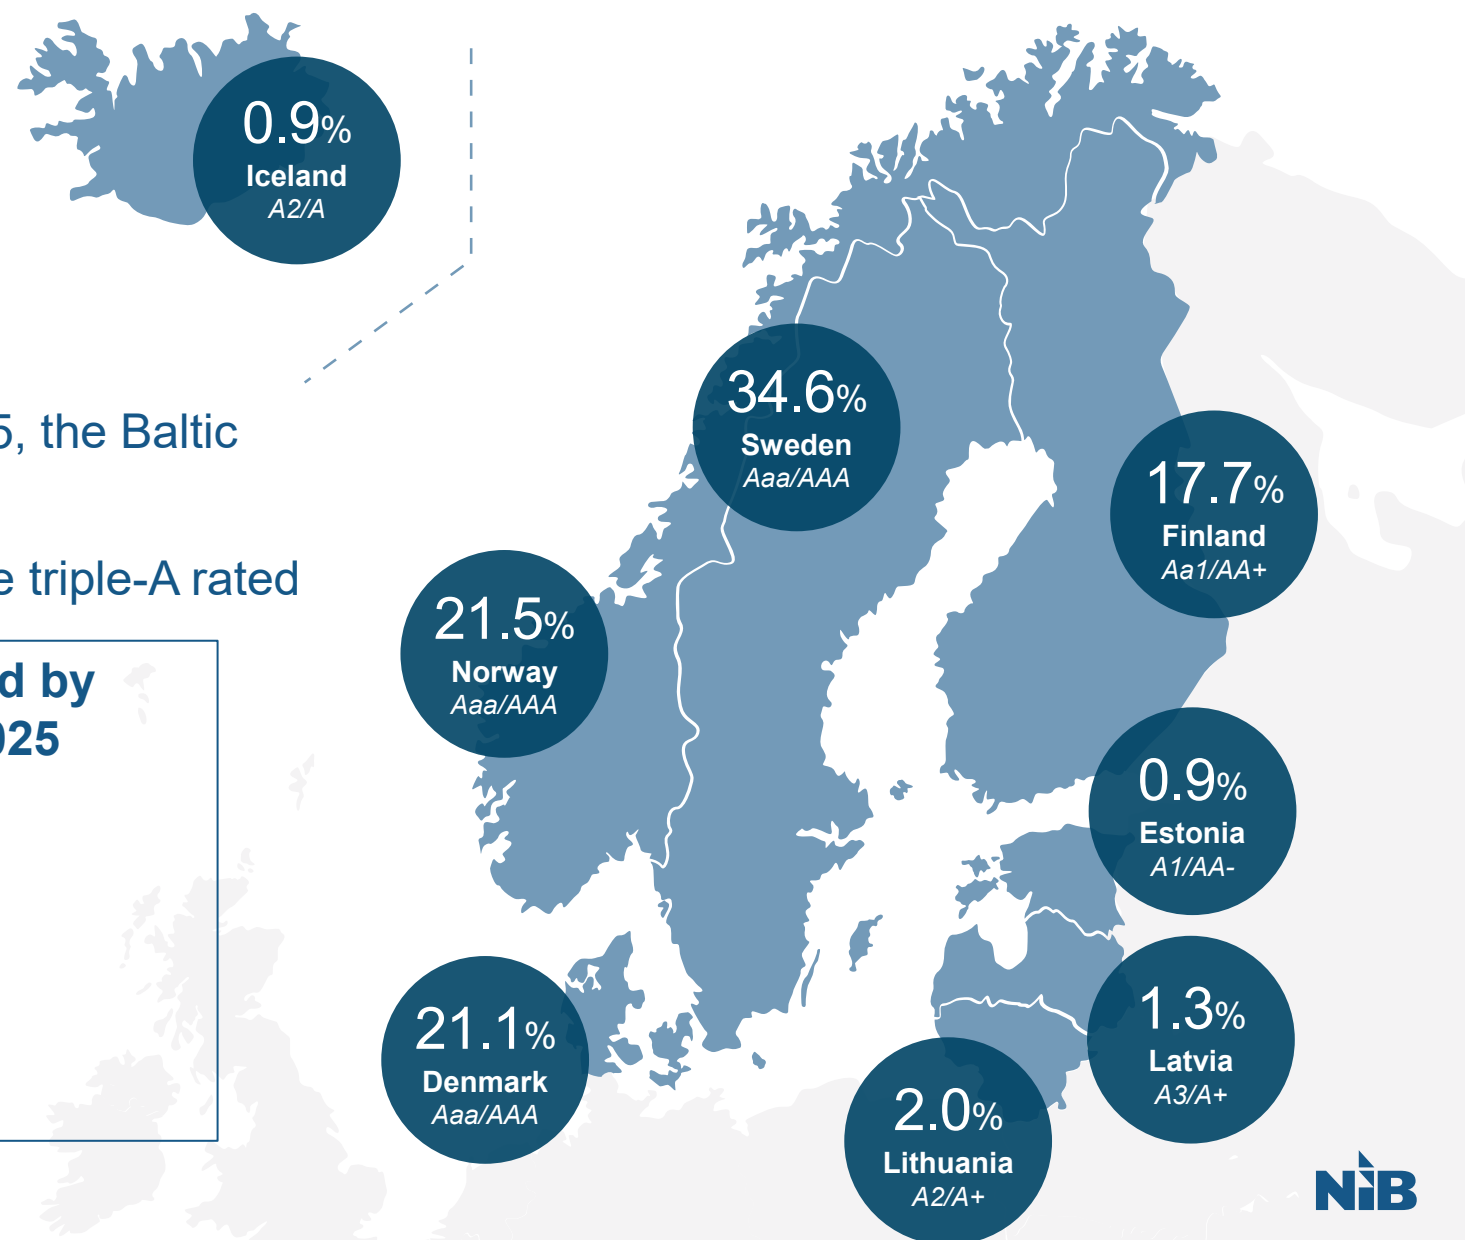 0.9%
Iceland
A2/A
34.6%
Sweden
Aaa/AAA
5, the Baltic
17.7%
Finland
Aa1/AA+
e triple-A rated
21.5%
Norway
Aaa/AAA
d by
025
0.9%
Estonia
A1/AA-
21.1%
Denmark
Aaa/AAA
1.3%
Latvia
A3/A+
2.0%
Lithuania
A2/A+
NIB